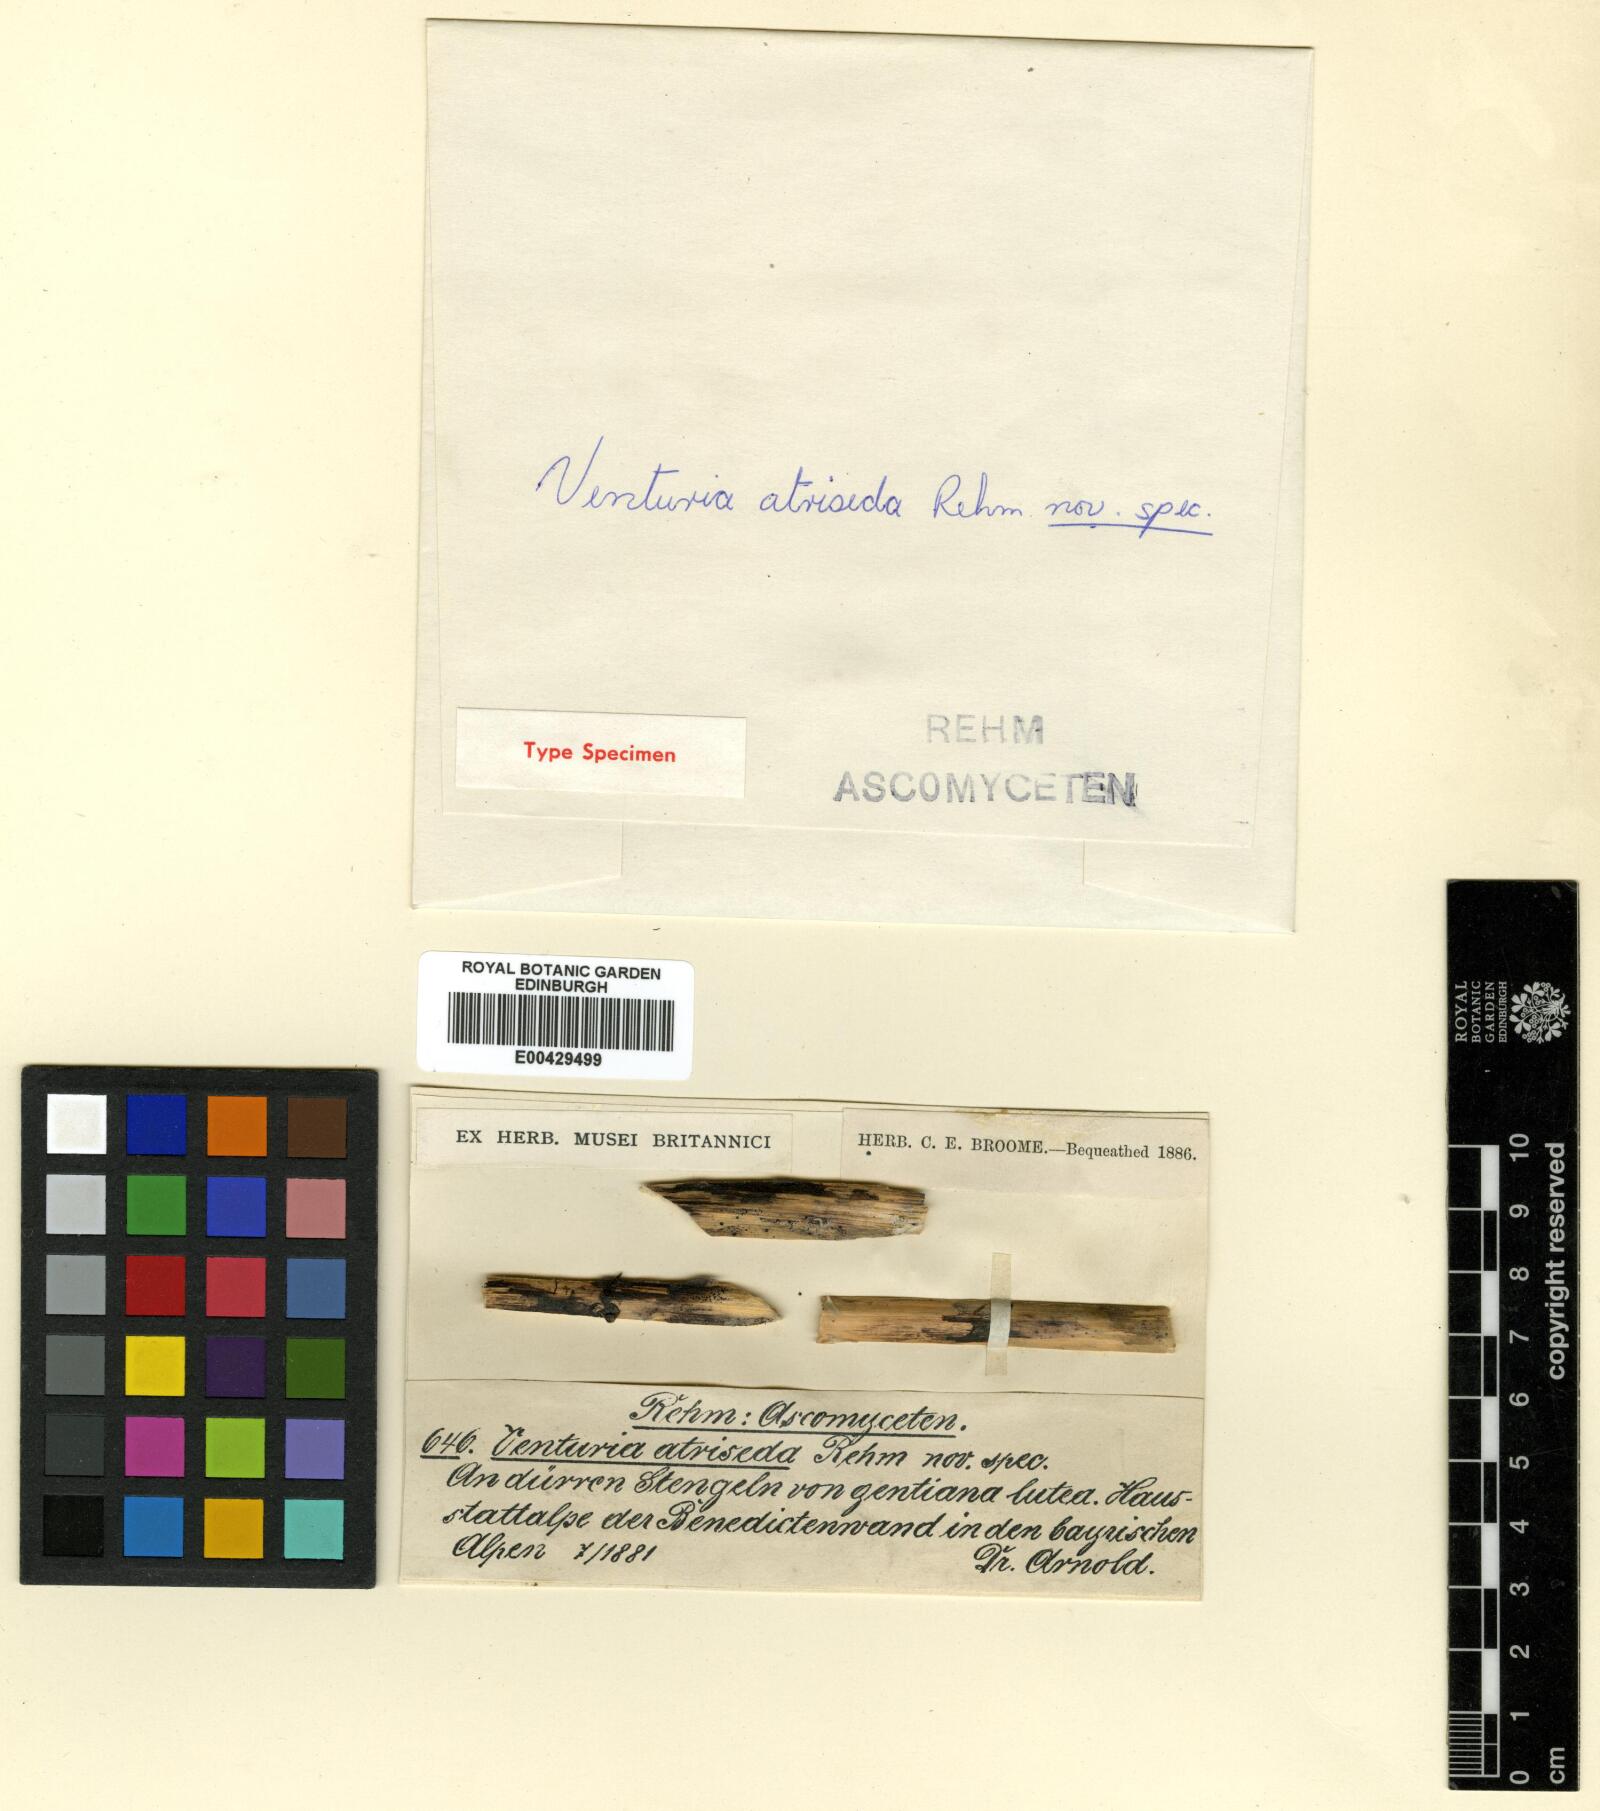 Venturia atriseda Rehm nov. spec.
Type Specimen
REHM
ASCOMYCETEN
ROYAL BOTANIC GARDEN
EDINBURGH
E00429499
EX HERB. MUSEI BRITANNICI
HERB. C. E. BROOME.—Bequeathed 1886.
Rehm: Ascomyceten.
646. Venturia atriseda Rehm nov. spec.
An dürren Stengeln von gentiana lutea. Haus-
stattalpe der Benedictenwand in den bayrischen
Alpen 7/1881
Dr. Arnold.
ROYAL
BOTANIC
GARDEN
EDINBURGH
0 1 2 3 4 5 6 7 8 9 10
cm
copyright reserved